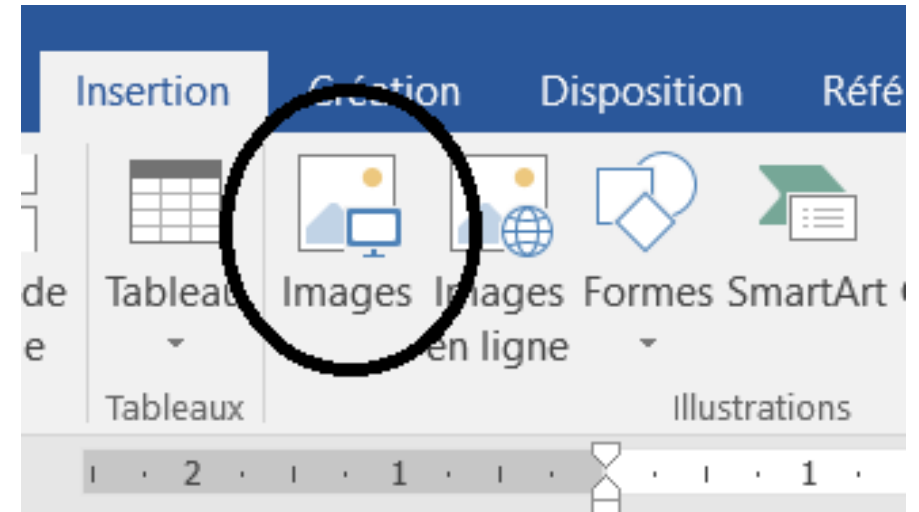 Insertion Création Disposition Réfé
de Tableau Images Images Formes SmartArt
e en ligne
Tableaux Illustrations
2 1 1